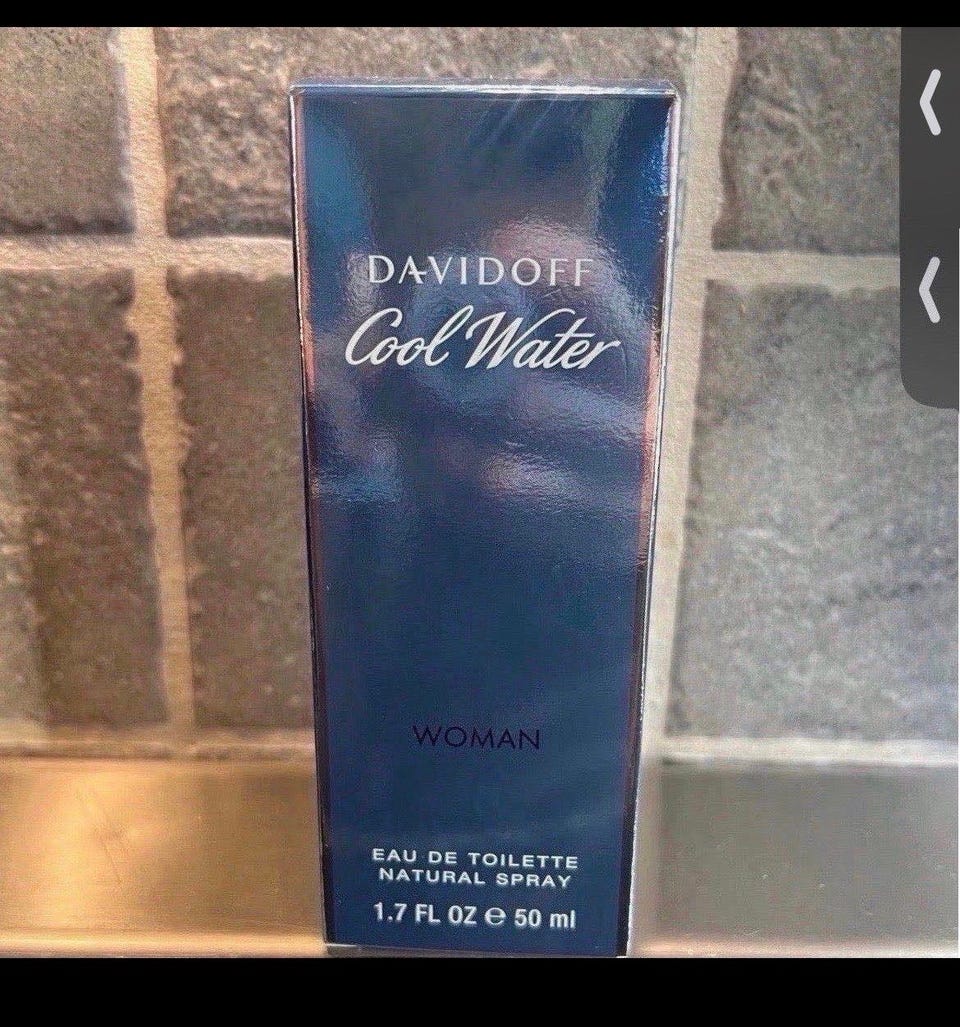 DAVIDOFF
Cool Water
WOMAN
EAU DE TOILETTE
NATURAL SPRAY
1.7 FL OZ ℮ 50 ml